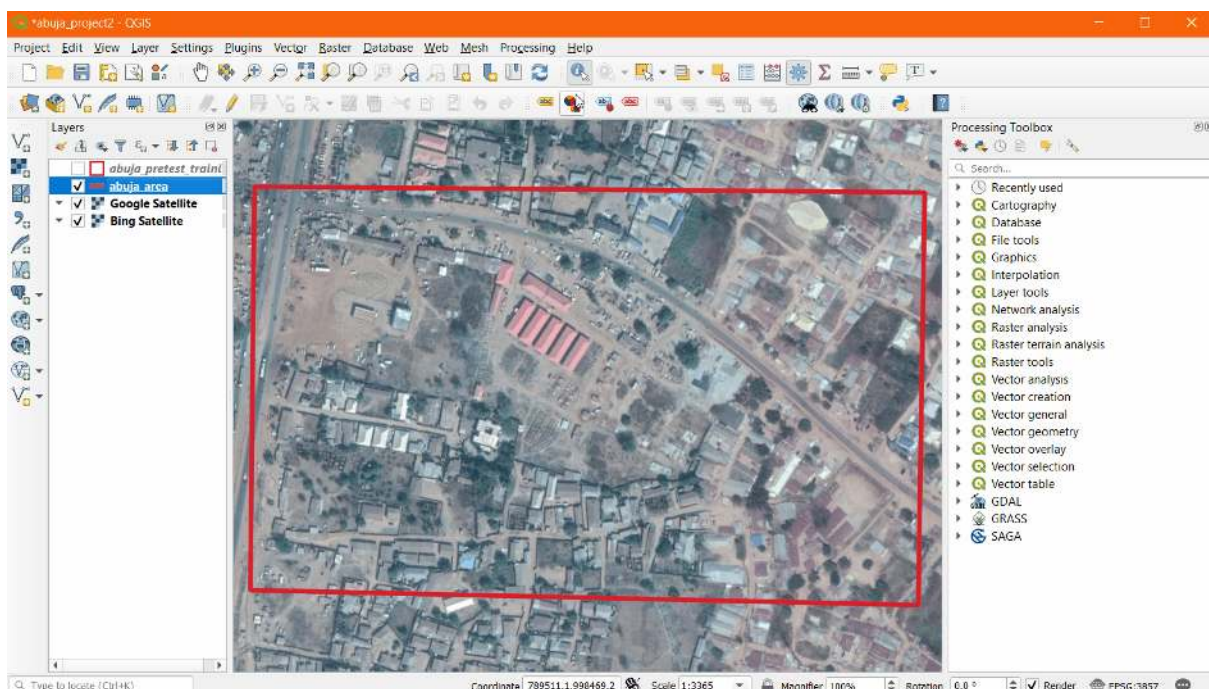 *abuja_project2 - QGIS
Project Edit View Layer Settings Plugins Vector Raster Database Web Mesh Processing Help
Layers
abuja_pretest_traini
abuja_area
Google Satellite
Bing Satellite
Processing Toolbox
Search...
Recently used
Cartography
Database
File tools
Graphics
Interpolation
Layer tools
Network analysis
Raster analysis
Raster terrain analysis
Raster tools
Vector analysis
Vector creation
Vector general
Vector geometry
Vector overlay
Vector selection
Vector table
GDAL
GRASS
SAGA
Type to locate (Ctrl+K)
Coordinate 789511.1,998469.2 Scale 1:3365 Magnifier 100% Rotation 0.0 ° Render EPSG:3857